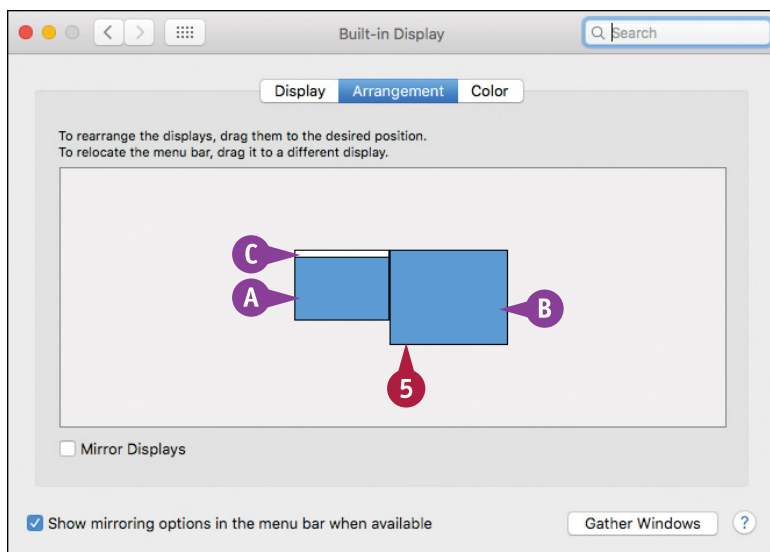 Built-in Display
Search
Display Arrangement Color
To rearrange the displays, drag them to the desired position.
To relocate the menu bar, drag it to a different display.
C
A
B
5
Mirror Displays
Show mirroring options in the menu bar when available
Gather Windows
?